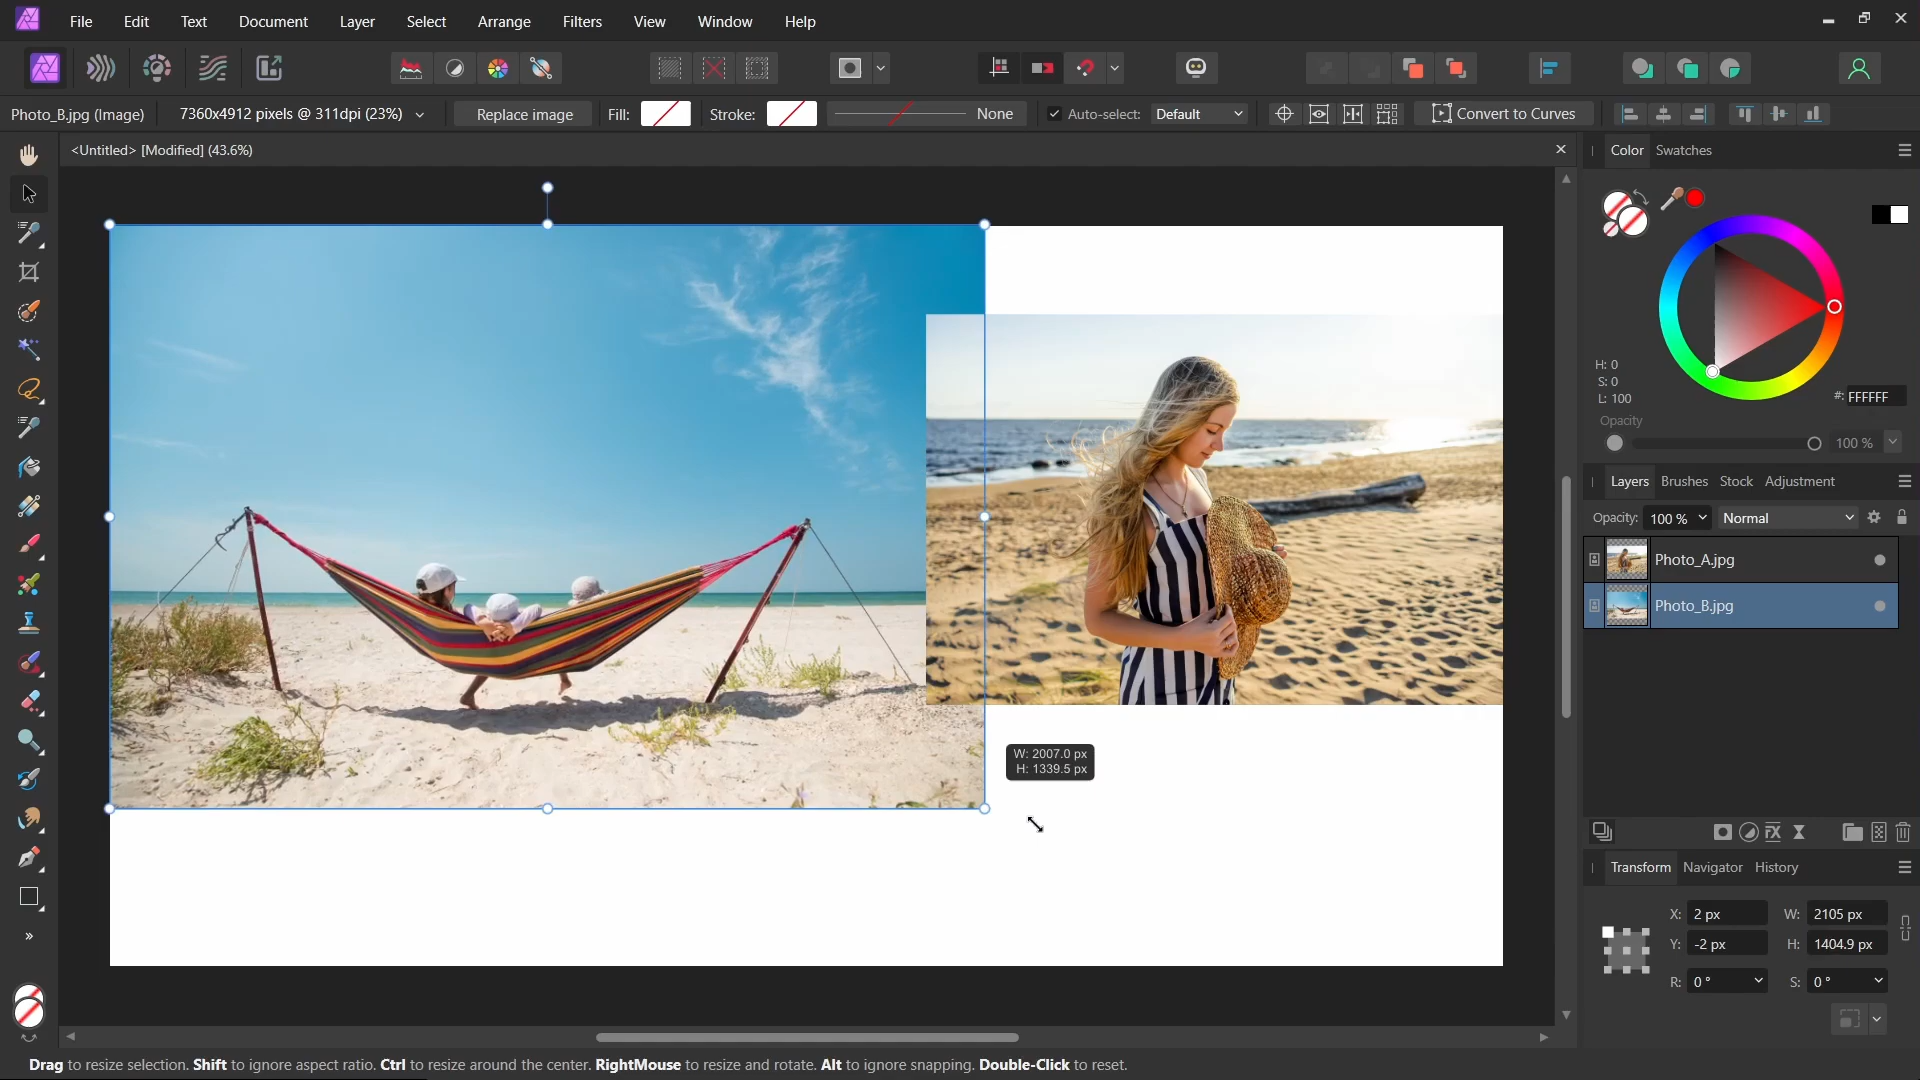 File Edit Text Document Layer Select Arrange Filters View Window Help
Photo_B.jpg (Image) 7360x4912 pixels @ 311dpi (23%) Replace image Fill: Stroke: None Auto-select: Default Convert to Curves
<Untitled> [Modified] (43.6%)
Color Swatches
H: 0
S: 0
L: 100
#: FFFFFF
Opacity
100 %
Layers Brushes Stock Adjustment
Opacity: 100 % Normal
Photo_A.jpg
Photo_B.jpg
W: 2007.0 px
H: 1339.5 px
Transform Navigator History
X: 2 px W: 2105 px
Y: -2 px H: 1404.9 px
R: 0 ° S: 0 °
Drag to resize selection. Shift to ignore aspect ratio. Ctrl to resize around the center. RightMouse to resize and rotate. Alt to ignore snapping. Double-Click to reset.